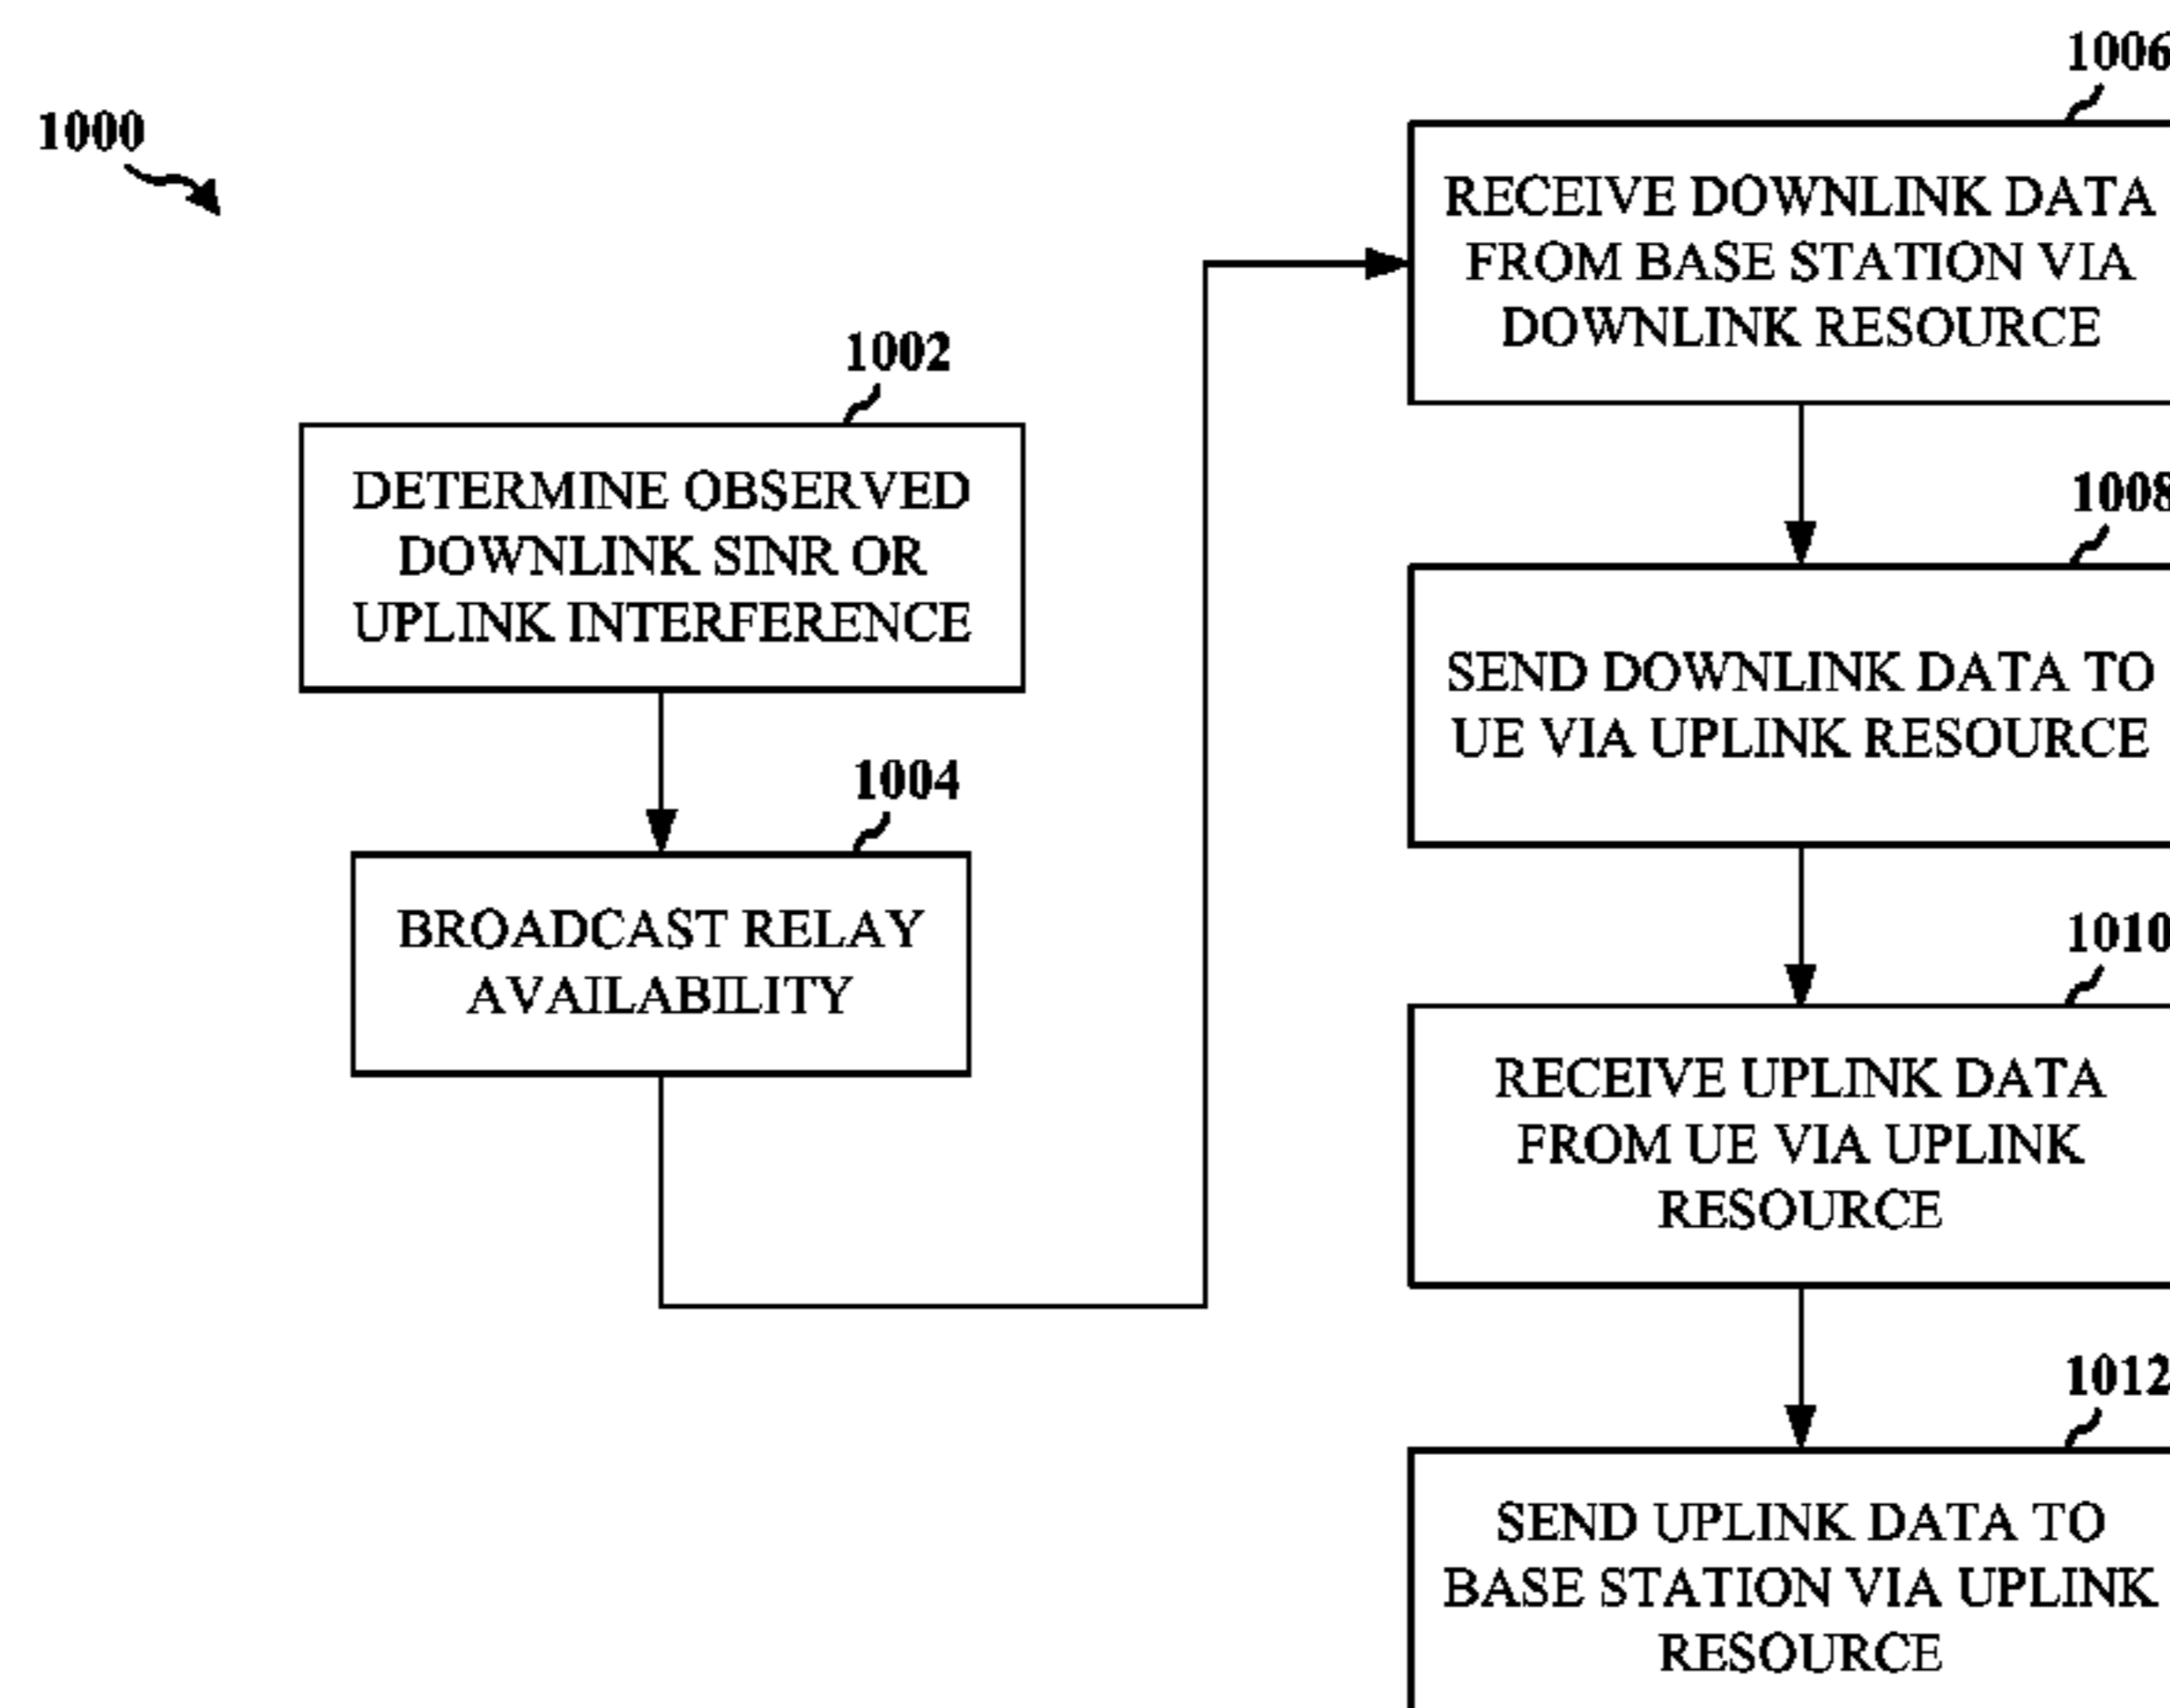 1000
1002
DETERMINE OBSERVED
DOWNLINK SINR OR
UPLINK INTERFERENCE
1004
BROADCAST RELAY
AVAILABILITY
1006
RECEIVE DOWNLINK DATA
FROM BASE STATION VIA
DOWNLINK RESOURCE
1008
SEND DOWNLINK DATA TO
UE VIA UPLINK RESOURCE
1010
RECEIVE UPLINK DATA
FROM UE VIA UPLINK
RESOURCE
1012
SEND UPLINK DATA TO
BASE STATION VIA UPLINK
RESOURCE